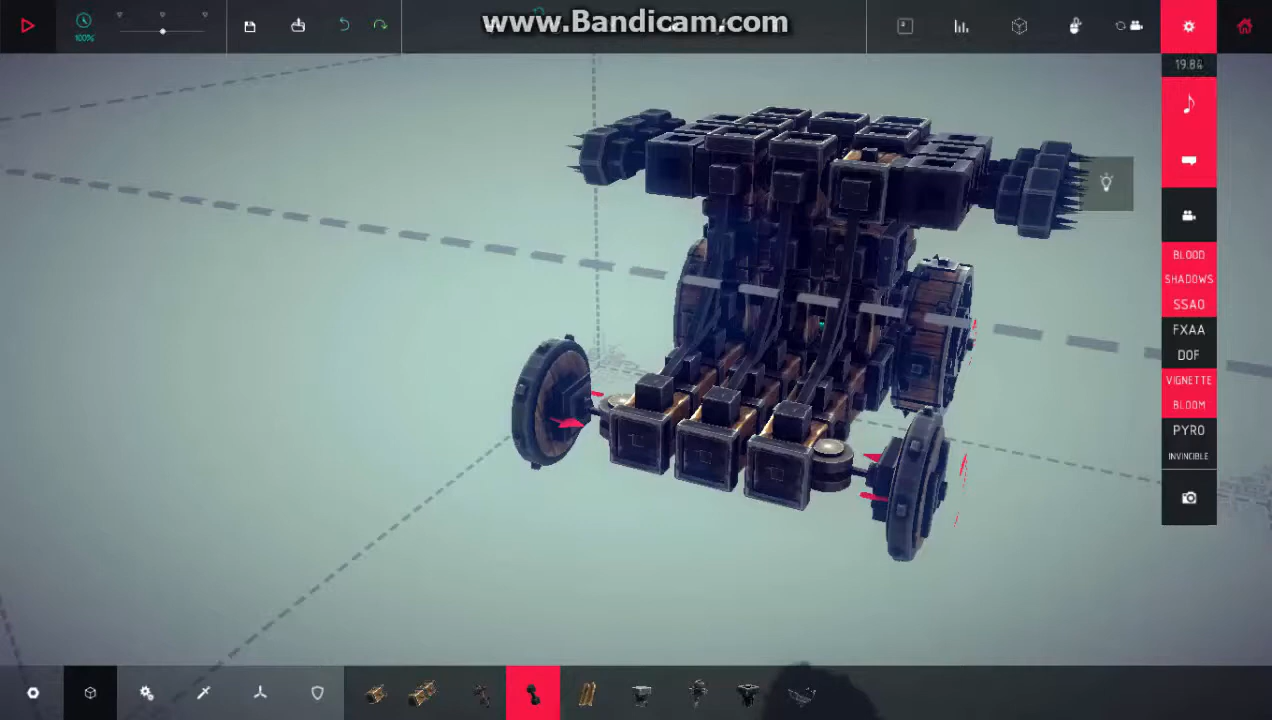 www.Bandicam.com
100%
19.84
BLOOD
SHADOWS
SSAO
FXAA
DOF
VIGNETTE
BLOOM
PYRO
INVINCIBLE